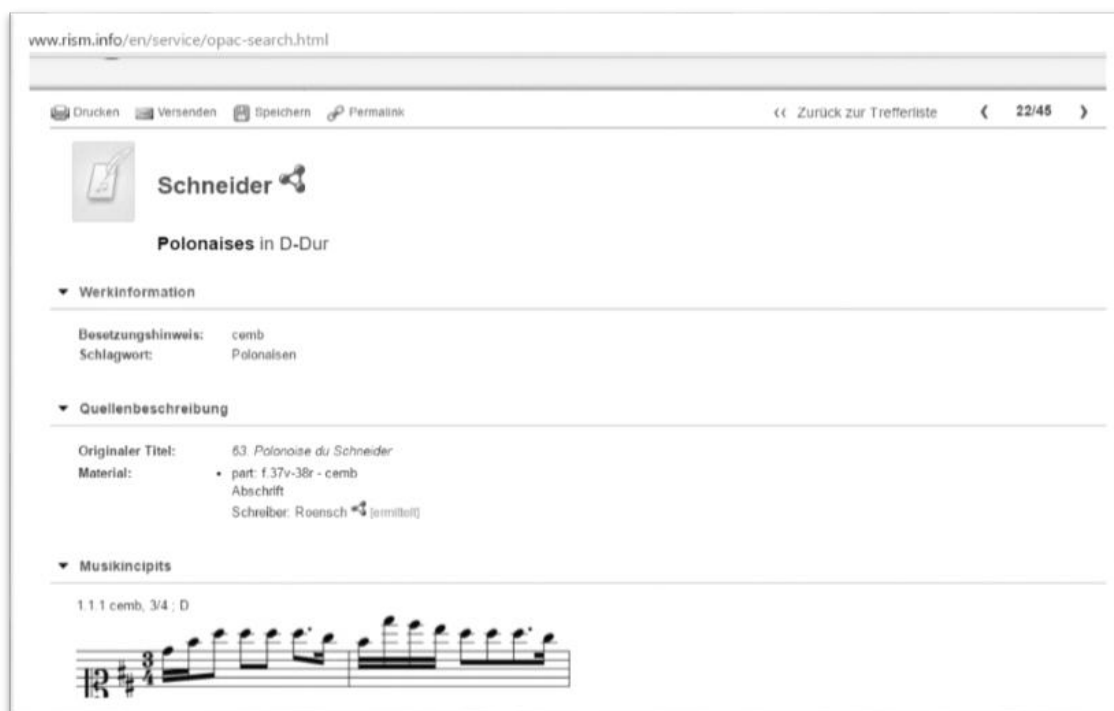 www.rism.info/en/service/opac-search.html
Drucken Versenden Speichern Permalink << Zurück zur Trefferliste < 22/45 >
Schneider
Polonaises in D-Dur
Werkinformation
Besetzungshinweis: cemb
Schlagwort: Polonaisen
Quellenbeschreibung
Originaler Titel: 63. Polonoise du Schneider
Material: • part: f.37v-38r - cemb
Abschrift
Schreiber: Roensch [ermittelt]
Musikincipits
1.1.1 cemb, 3/4 ; D
3
4